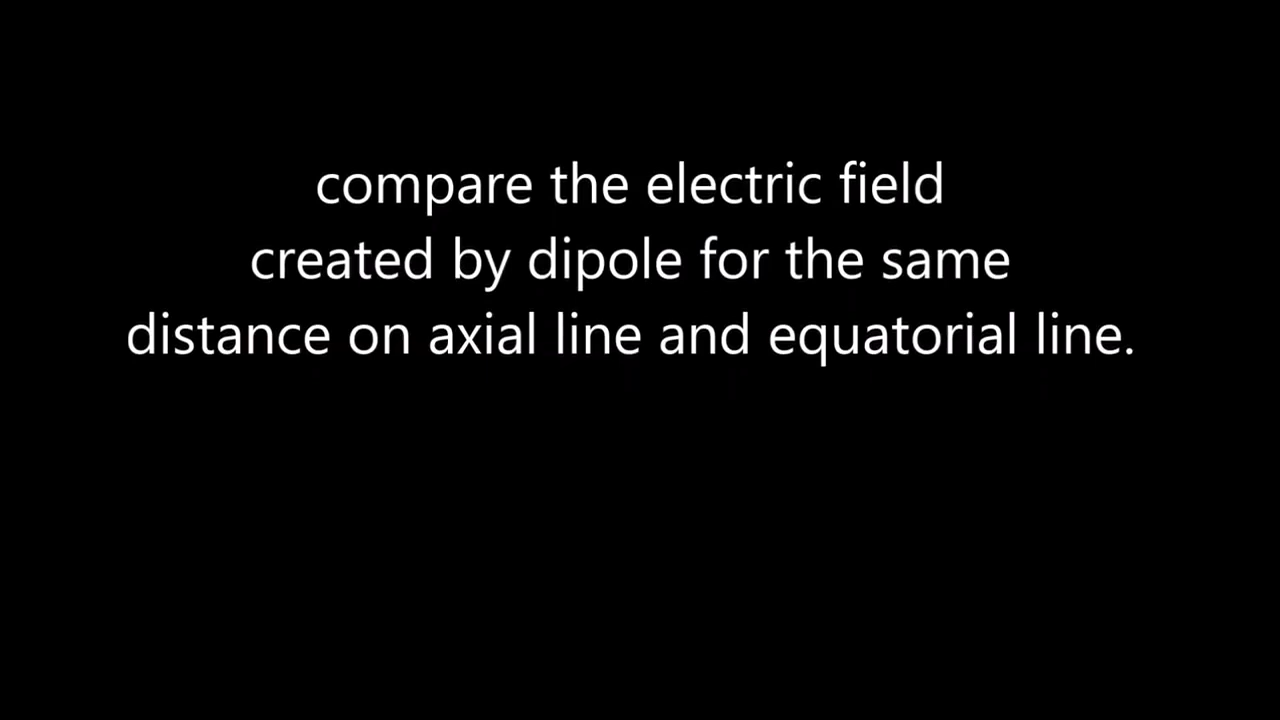 compare the electric field
created by dipole for the same
distance on axial line and equatorial line.